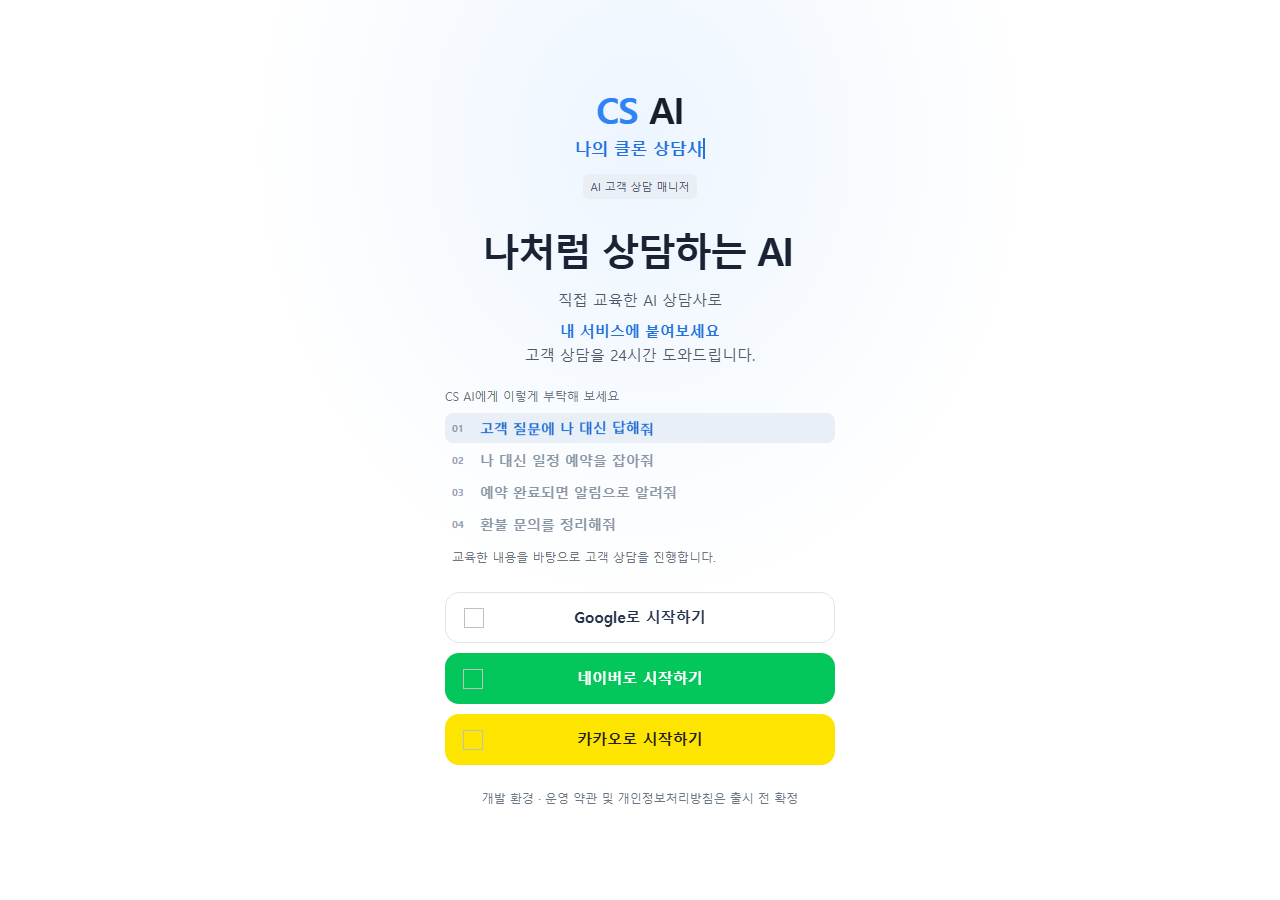 CS AI
나의 클론 상담사
AI 고객 상담 매니저
나처럼 상담하는 AI
직접 교육한 AI 상담사로
내 서비스에 붙여보세요
고객 상담을 24시간 도와드립니다.
CS AI에게 이렇게 부탁해 보세요
01 고객 질문에 나 대신 답해줘
02 나 대신 일정 예약을 잡아줘
03 예약 완료되면 알림으로 알려줘
04 환불 문의를 정리해줘
교육한 내용을 바탕으로 고객 상담을 진행합니다.
Google로 시작하기
네이버로 시작하기
카카오로 시작하기
개발 환경 · 운영 약관 및 개인정보처리방침은 출시 전 확정